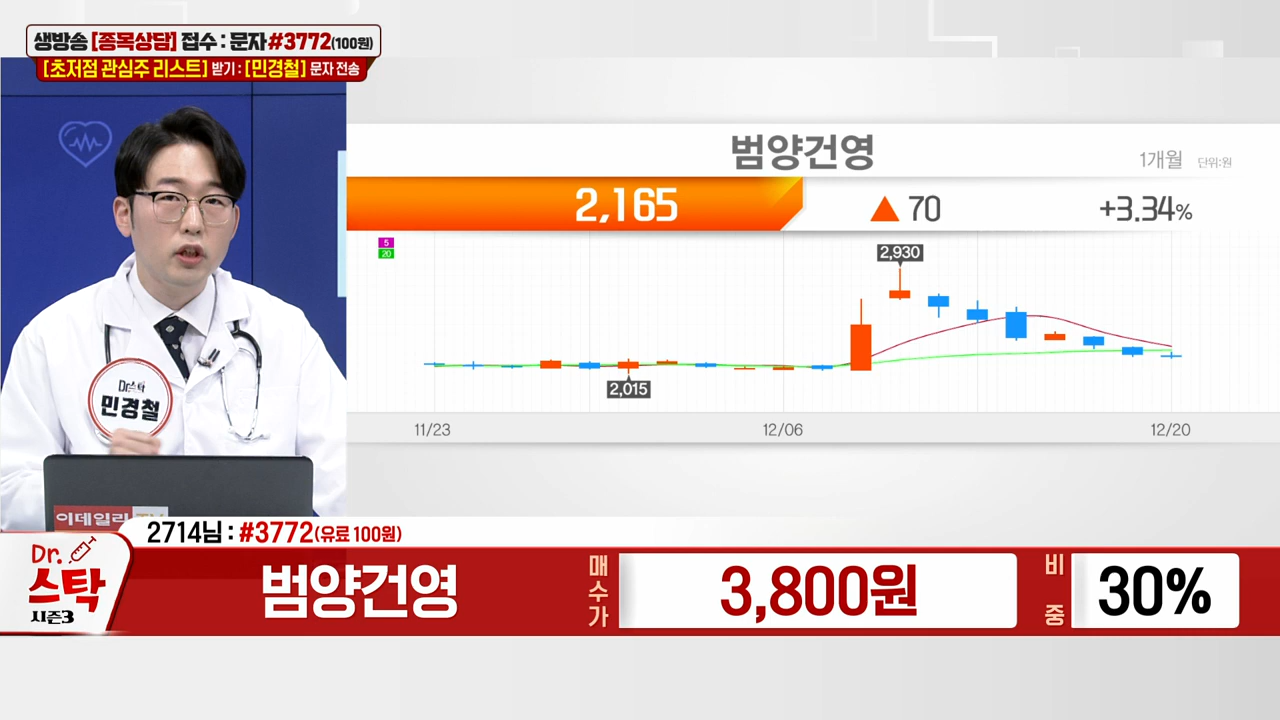 생방송 [종목상담] 접수 : 문자#3772(100원)
[초저점 관심주 리스트] 받기 : [민경철] 문자 전송
범양건영
1개월 단위:원
2,165 ▲ 70 +3.34%
5
20
2,930
2,015
11/23 12/06 12/20
Dr.스탁
민경철
이데일리 TV
2714님 : #3772(유료 100원)
Dr.
스탁
시즌3
범양건영 매수가 3,800원 비중 30%